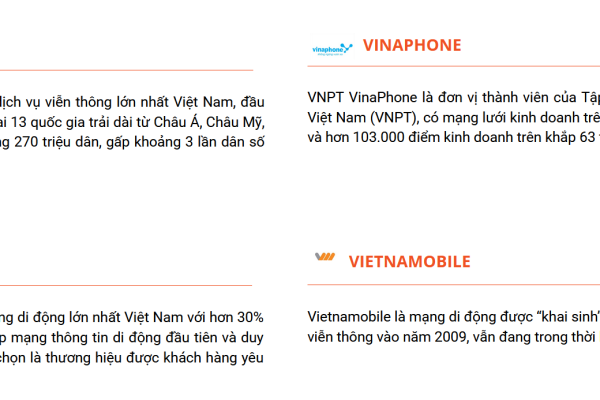 dịch vụ viễn thông lớn nhất Việt Nam, đầu
ại 13 quốc gia trải dài từ Châu Á, Châu Mỹ,
ng 270 triệu dân, gấp khoảng 3 lần dân số
vinaphone
VINAPHONE
VNPT VinaPhone là đơn vị thành viên của Tập
Việt Nam (VNPT), có mạng lưới kinh doanh trê
và hơn 103.000 điểm kinh doanh trên khắp 63
ng di động lớn nhất Việt Nam với hơn 30%
p mạng thông tin di động đầu tiên và duy
chọn là thương hiệu được khách hàng yêu
VIETNAMOBILE
Vietnamobile là mạng di động được “khai sinh”
viễn thông vào năm 2009, vẫn đang trong thời